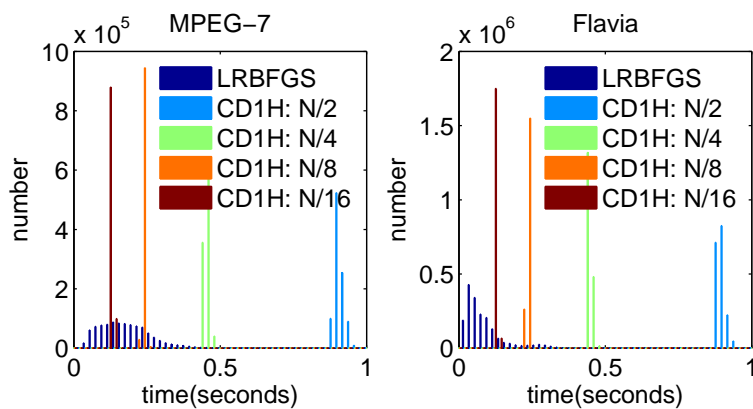 MPEG-7
x 10^5
10
8
6
4
2
0
number
0
0.5
1
time(seconds)
LRBFGS
CD1H: N/2
CD1H: N/4
CD1H: N/8
CD1H: N/16
Flavia
x 10^6
2
1.5
1
0.5
0
number
0
0.5
1
time(seconds)
LRBFGS
CD1H: N/2
CD1H: N/4
CD1H: N/8
CD1H: N/16